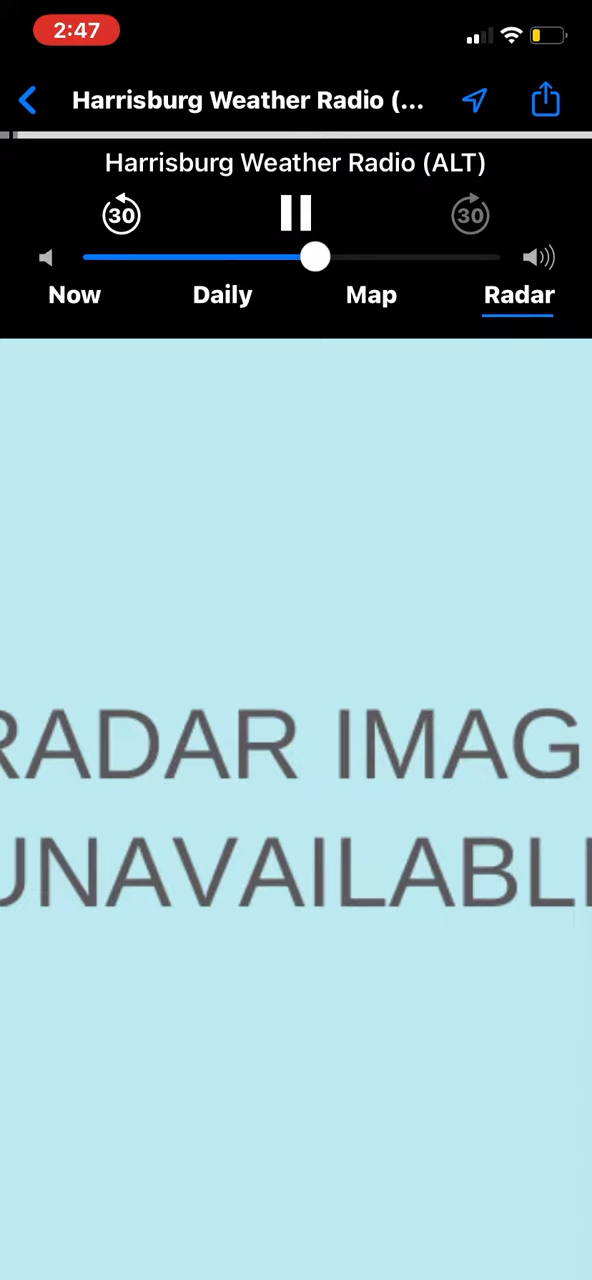 2:47
Harrisburg Weather Radio (...
Harrisburg Weather Radio (ALT)
30
30
Now
Daily
Map
Radar
RADAR IMAG
UNAVAILABL